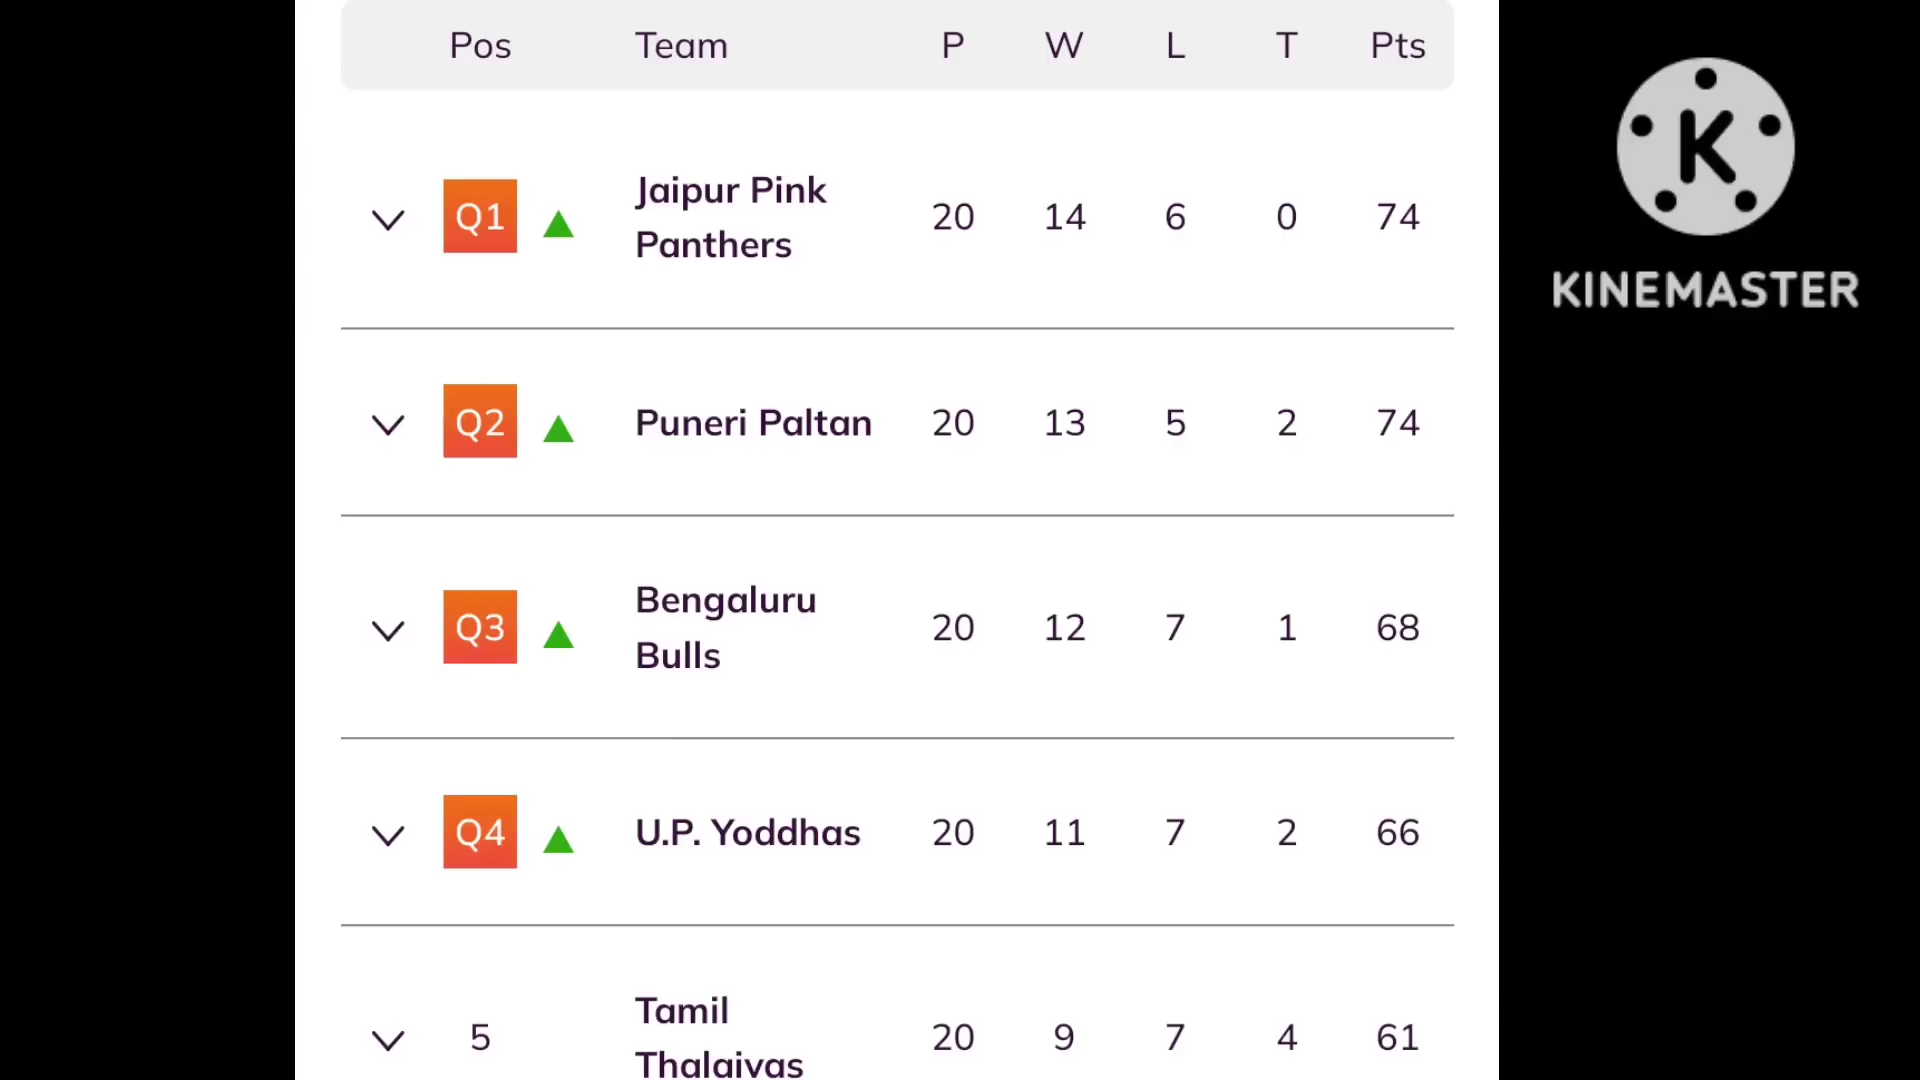 Pos Team P W L T Pts
Jaipur Pink
Q1 20 14 6 0 74
Panthers
Q2 Puneri Paltan 20 13 5 2 74
Bengaluru
Q3 20 12 7 1 68
Bulls
Q4 U.P. Yoddhas 20 11 7 2 66
Tamil
5 20 9 7 4 61
Thalaivas
K
KINEMASTER